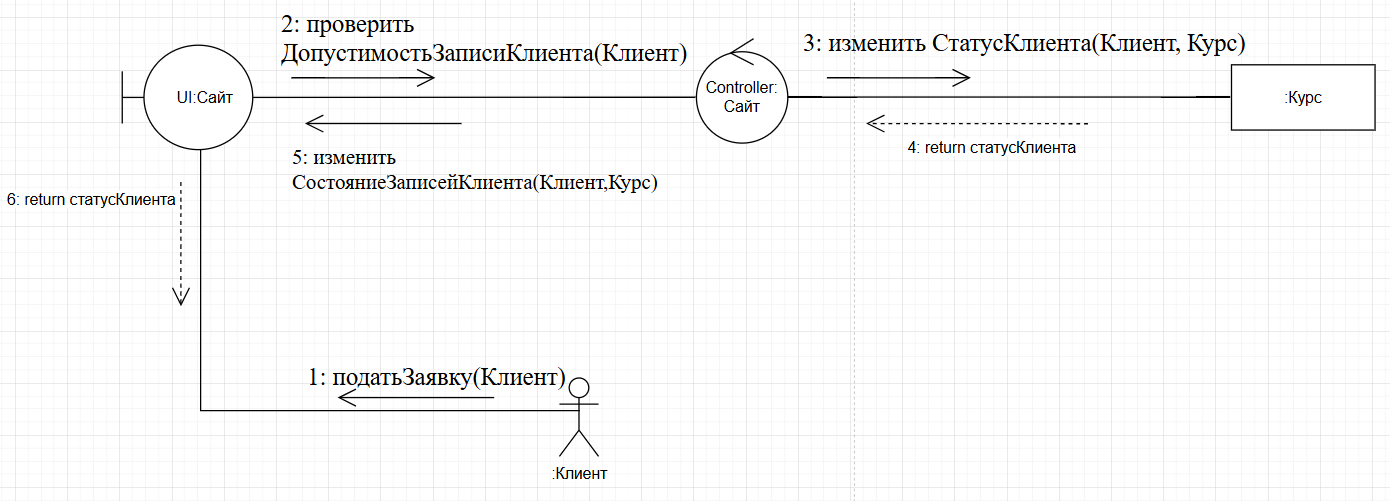 2: проверить
ДопустимостьЗаписиКлиента(Клиент)
3: изменить СтатусКлиента(Клиент, Курс)
UI:Сайт
Controller:
Сайт
:Курс
4: return статусКлиента
5: изменить
СостояниеЗаписейКлиента(Клиент,Курс)
6: return статусКлиента
1: податьЗаявку(Клиент)
:Клиент